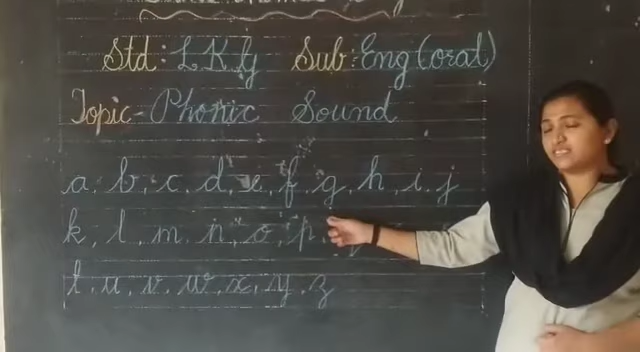 Std: L K G Sub: Eng (oral)
Topic - Phonic Sound
a. b. c. d. e. f. g. h. i. j
k, l. m. n. o. p.
t. u. v. w. x. y. z